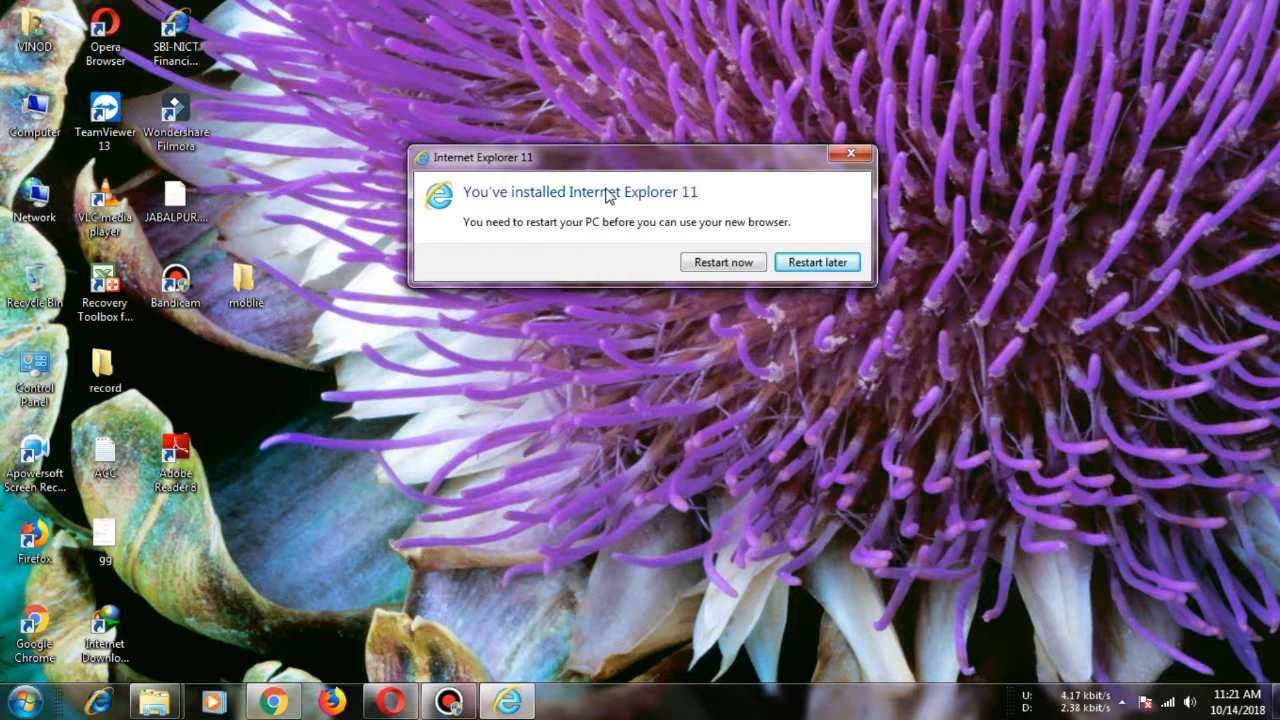 VINOD
Opera
Browser
SBI-NICT
Financi...
Computer
TeamViewer
13
Wondershare
Filmora
Network
VLC media
player
JABALPUR....
Recycle Bin
Recovery
Toolbox f...
Bandicam
moblie
Control
Panel
record
Apowersoft
Screen Rec...
ACC
Adobe
Reader 8
Firefox
gg
Google
Chrome
Internet
Downlo...
Internet Explorer 11
You've installed Internet Explorer 11
You need to restart your PC before you can use your new browser.
Restart now
Restart later
U: 4.17 kbit/s
D: 2.38 kbit/s
11:21 AM
10/14/2018